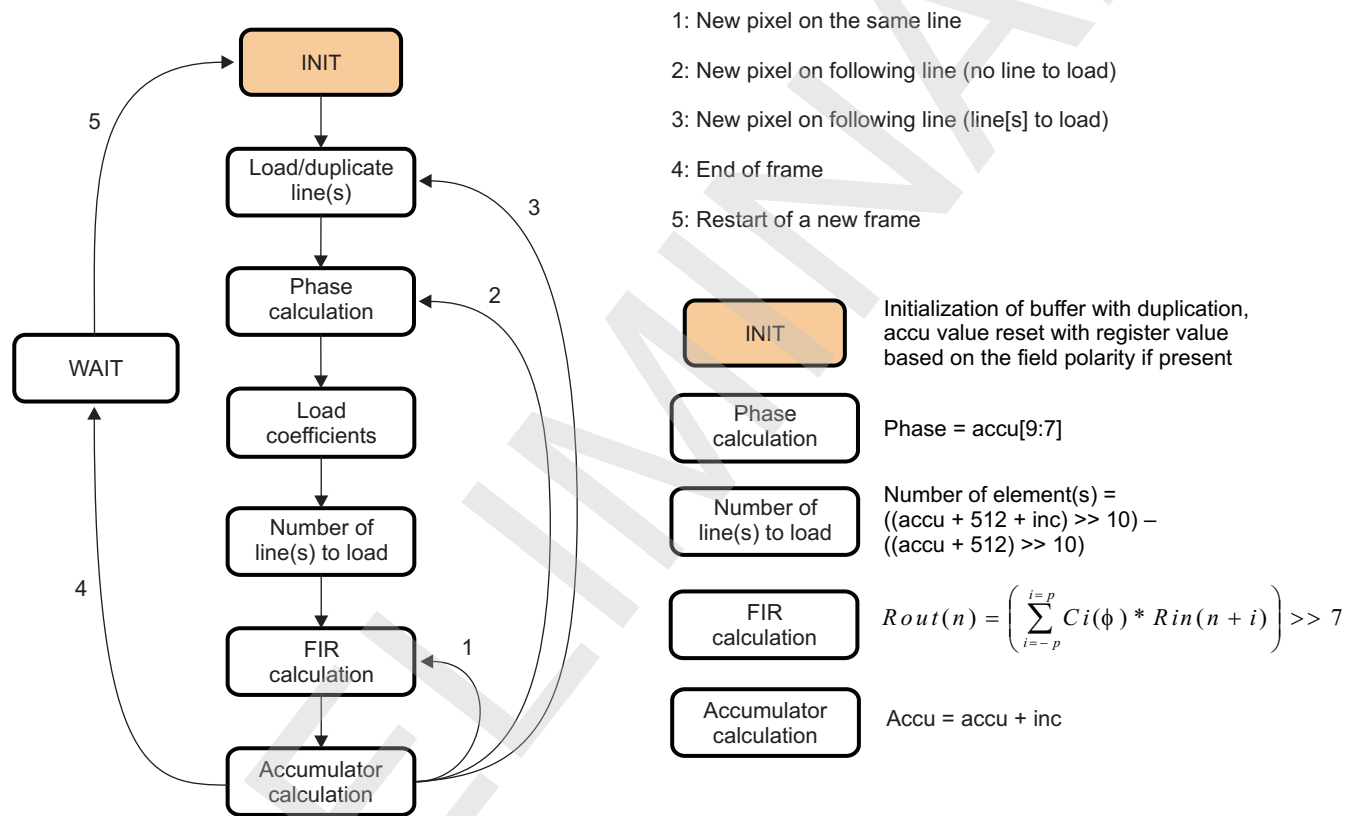 INIT
5
Load/duplicate
line(s)
3
Phase
calculation
2
WAIT
Load
coefficients
Number of
line(s) to load
4
FIR
calculation
1
Accumulator
calculation
1: New pixel on the same line
2: New pixel on following line (no line to load)
3: New pixel on following line (line[s] to load)
4: End of frame
5: Restart of a new frame
INIT
Initialization of buffer with duplication,
accu value reset with register value
based on the field polarity if present
Phase
calculation
Phase = accu[9:7]
Number of
line(s) to load
Number of element(s) =
((accu + 512 + inc) >> 10) –
((accu + 512) >> 10)
FIR
calculation
Rout(n) = ( i=p ∑ i=-p Ci(ϕ) * Rin(n + i) ) >> 7
Accumulator
calculation
Accu = accu + inc
ELIMINA